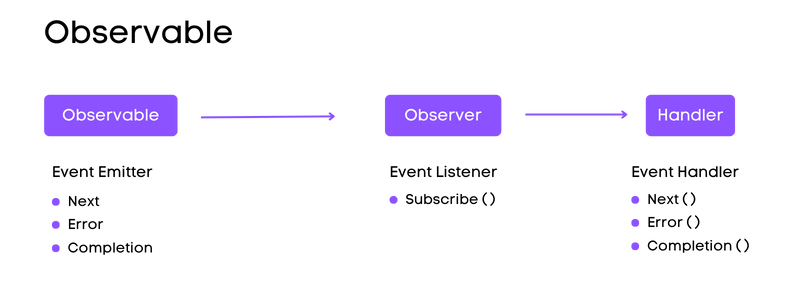 Observable
Observable
Observer
Handler
Event Emitter
Next
Error
Completion
Event Listener
Subscribe ( )
Event Handler
Next ( )
Error ( )
Completion ( )